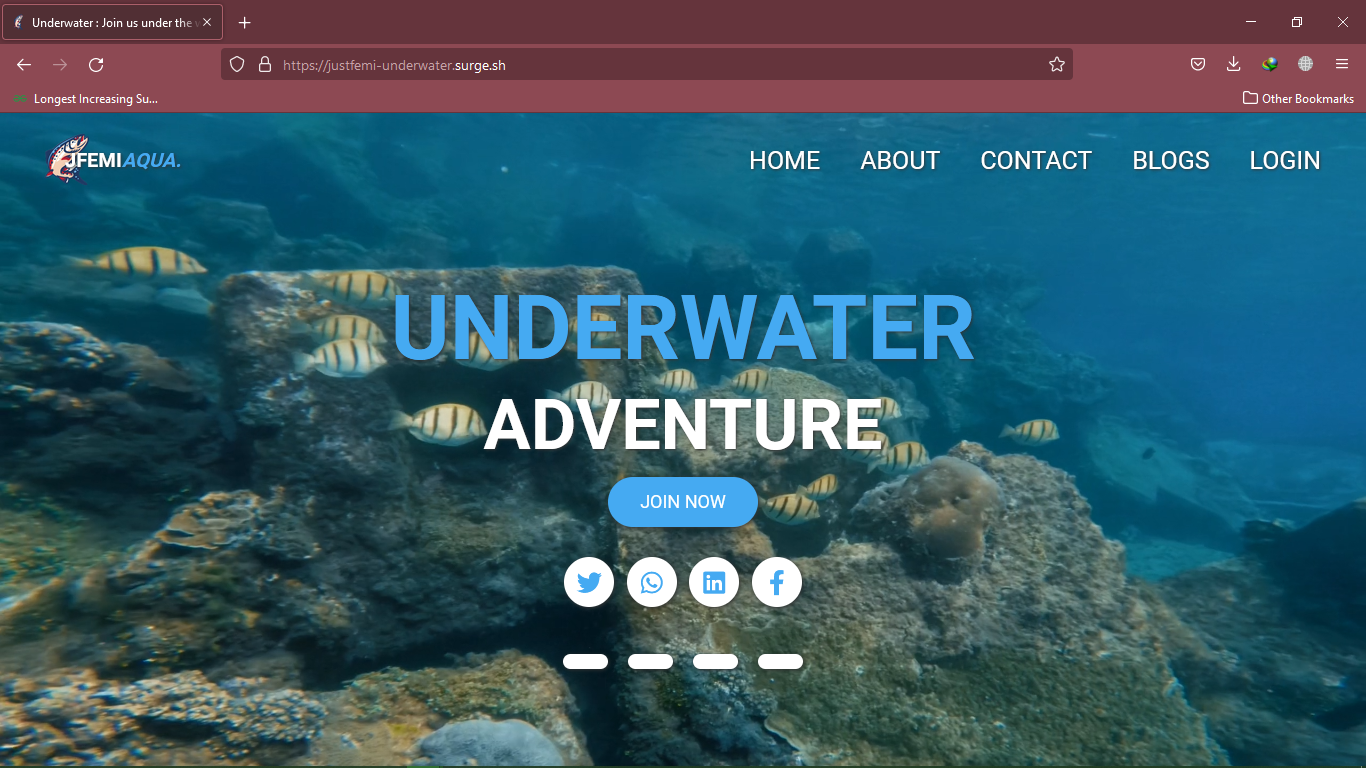 Underwater : Join us under the w
https://justfemi-underwater.surge.sh
Longest Increasing Su...
Other Bookmarks
JFEMIAQUA.
HOME ABOUT CONTACT BLOGS LOGIN
UNDERWATER
ADVENTURE
JOIN NOW